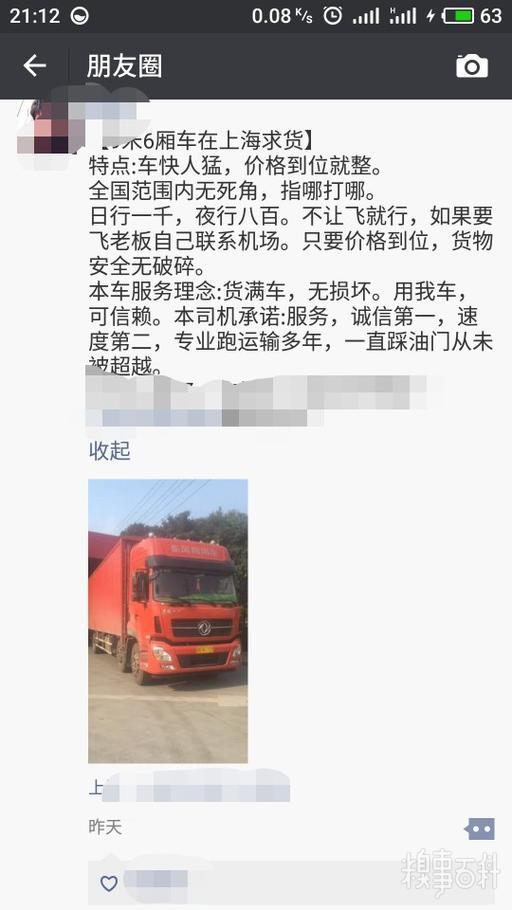 21:12
0.08 K/s
H
63
朋友圈
米6厢车在上海求货】
特点:车快人猛，价格到位就整。
全国范围内无死角，指哪打哪。
日行一千，夜行八百。不让飞就行，如果要
飞老板自己联系机场。只要价格到位，货物
安全无破碎。
本车服务理念:货满车，无损坏。用我车，
可信赖。本司机承诺:服务，诚信第一，速
度第二，专业跑运输多年，一直踩油门从未
被超越。
收起
上
昨天
糗事百科